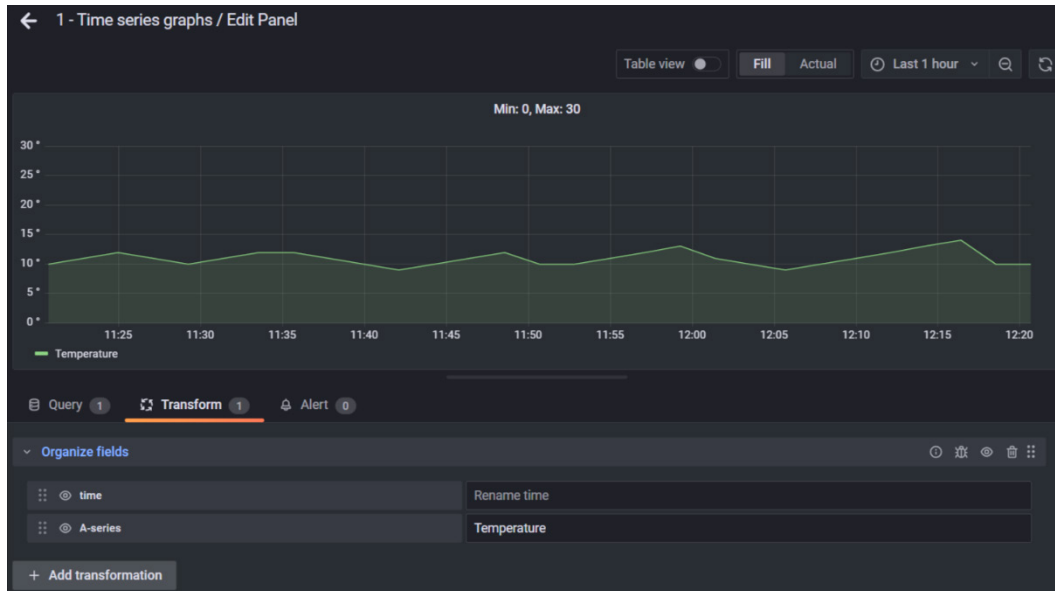 1 - Time series graphs / Edit Panel
Table view Fill Actual Last 1 hour
Min: 0, Max: 30
30 °
25 °
20 °
15 °
10 °
5 °
0 °
11:25 11:30 11:35 11:40 11:45 11:50 11:55 12:00 12:05 12:10 12:15 12:20
Temperature
Query 1 Transform 1 Alert 0
Organize fields
time Rename time
A-series Temperature
+ Add transformation